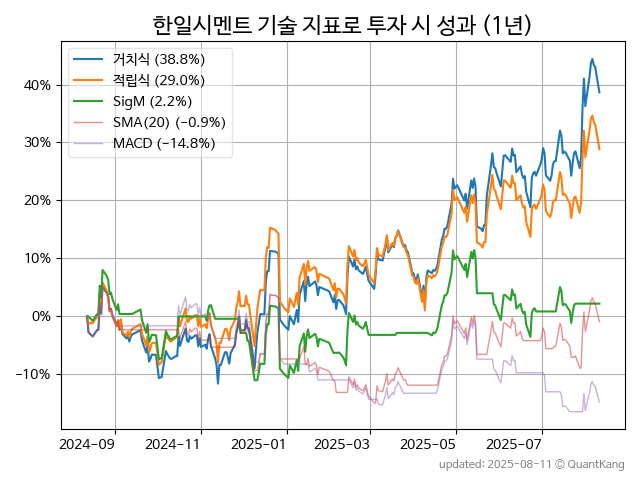 한일시멘트 기술 지표로 투자 시 성과 (1년)
거치식 (38.8%)
적립식 (29.0%)
SigM (2.2%)
SMA(20) (−0.9%)
MACD (−14.8%)
40%
30%
20%
10%
0%
−10%
2024-09 2024-11 2025-01 2025-03 2025-05 2025-07
updated: 2025-08-11 © QuantKang